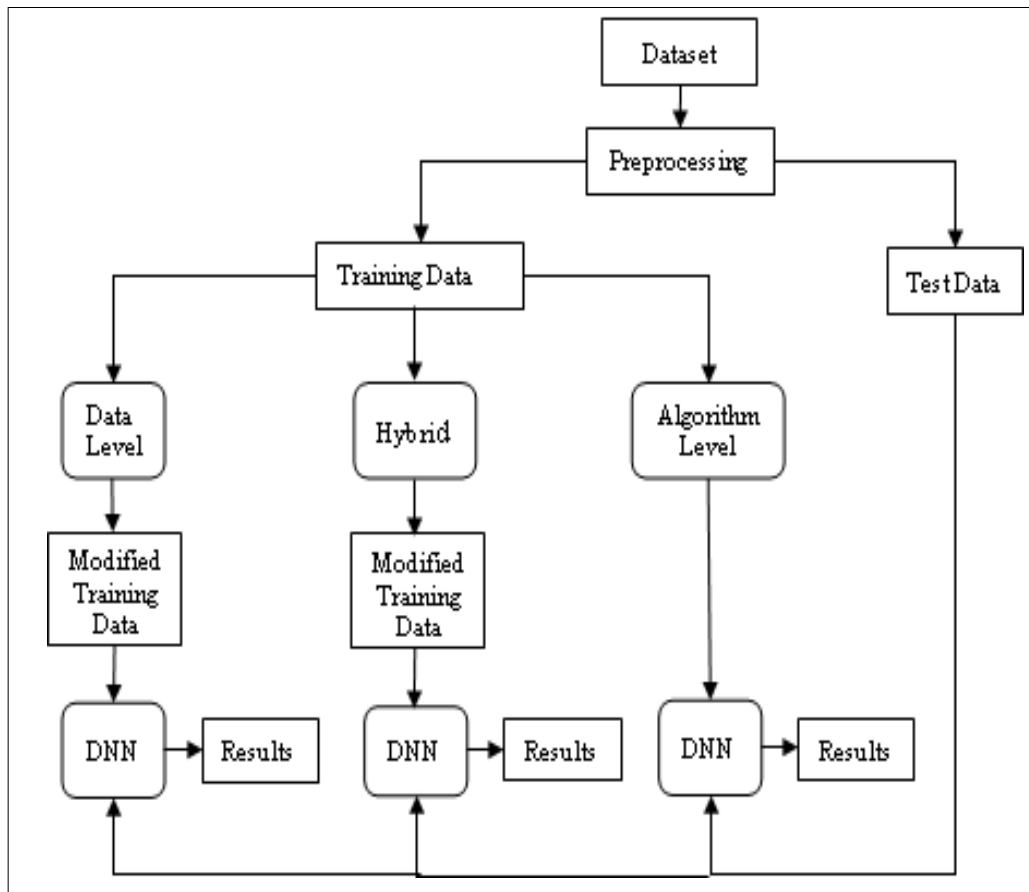 Dataset
Preprocessing
Training Data
Test Data
Data
Level
Hybrid
Algorithm
Level
Modified
Training
Data
Modified
Training
Data
DNN
Results
DNN
Results
DNN
Results